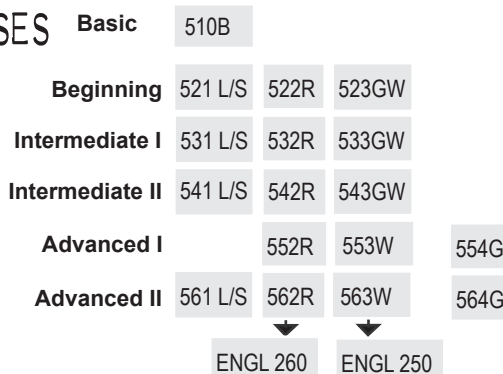 Basic 510B
Beginning 521 L/S 522R 523GW
Intermediate I 531 L/S 532R 533GW
Intermediate II 541 L/S 542R 543GW
Advanced I 552R 553W 554G
Advanced II 561 L/S 562R 563W 564G
ENGL 260 ENGL 250